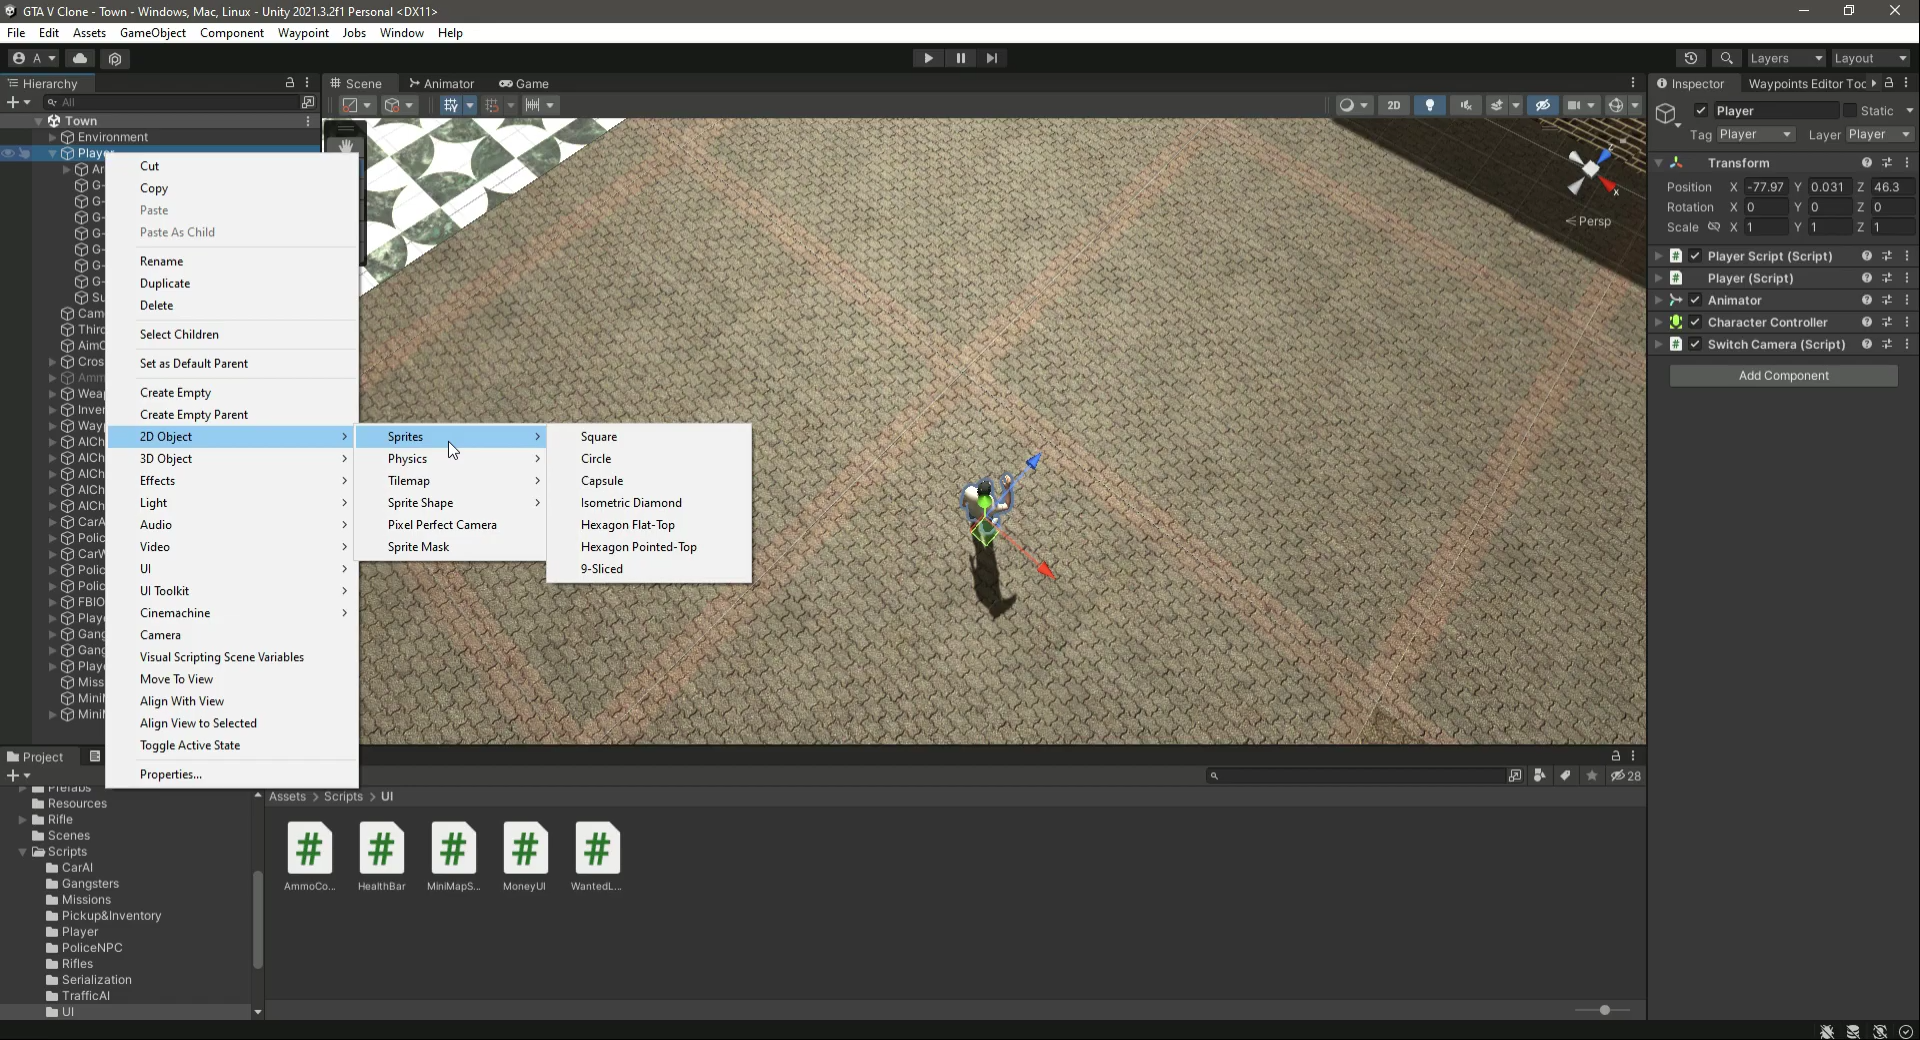 GTA V Clone - Town - Windows, Mac, Linux - Unity 2021.3.2f1 Personal <DX11>
File Edit Assets GameObject Component Waypoint Jobs Window Help
A Layers Layout
Hierarchy
All
Town
Environment
Player
Cut
Copy
Paste
Paste As Child
Rename
Duplicate
Delete
Select Children
Set as Default Parent
Create Empty
Create Empty Parent
2D Object
3D Object
Effects
Light
Audio
Video
UI
UI Toolkit
Cinemachine
Camera
Visual Scripting Scene Variables
Move To View
Align With View
Align View to Selected
Toggle Active State
Properties...
Sprites
Physics
Tilemap
Sprite Shape
Pixel Perfect Camera
Sprite Mask
Square
Circle
Capsule
Isometric Diamond
Hexagon Flat-Top
Hexagon Pointed-Top
9-Sliced
Scene Animator Game
2D
x
< Persp
Inspector Waypoints Editor Too
Player Static
Tag Player Layer Player
Transform
Position X -77.97 Y 0.031 Z 46.3
Rotation X 0 Y 0 Z 0
Scale X 1 Y 1 Z 1
Player Script (Script)
Player (Script)
Animator
Character Controller
Switch Camera (Script)
Add Component
Project
28
Prefabs
Resources
Rifle
Scenes
Scripts
CarAI
Gangsters
Missions
Pickup&Inventory
Player
PoliceNPC
Rifles
Serialization
TrafficAI
UI
Assets > Scripts > UI
AmmoCo... HealthBar MiniMapS... MoneyUI WantedL...